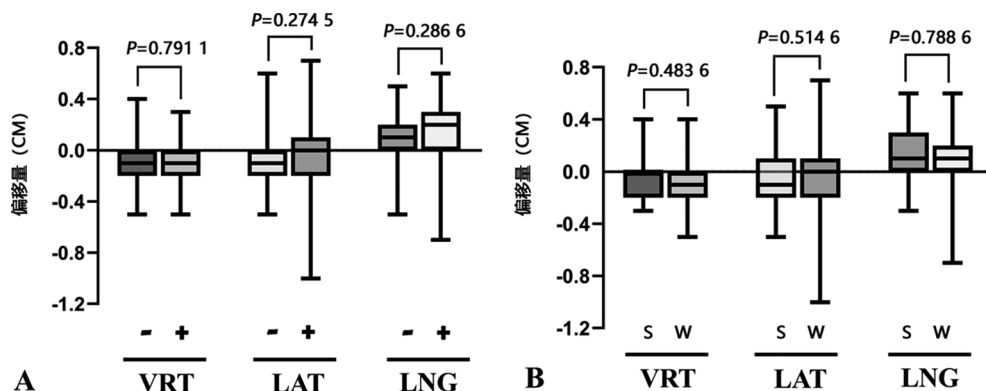 P=0.791 1
P=0.274 5
P=0.286 6
0.8
0.4
0.0
-0.4
-0.8
-1.2
偏移量 (CM)
- + - + - +
VRT LAT LNG
A
P=0.483 6
P=0.514 6
P=0.788 6
0.8
0.4
0.0
-0.4
-0.8
-1.2
偏移量 (CM)
S W S W S W
VRT LAT LNG
B